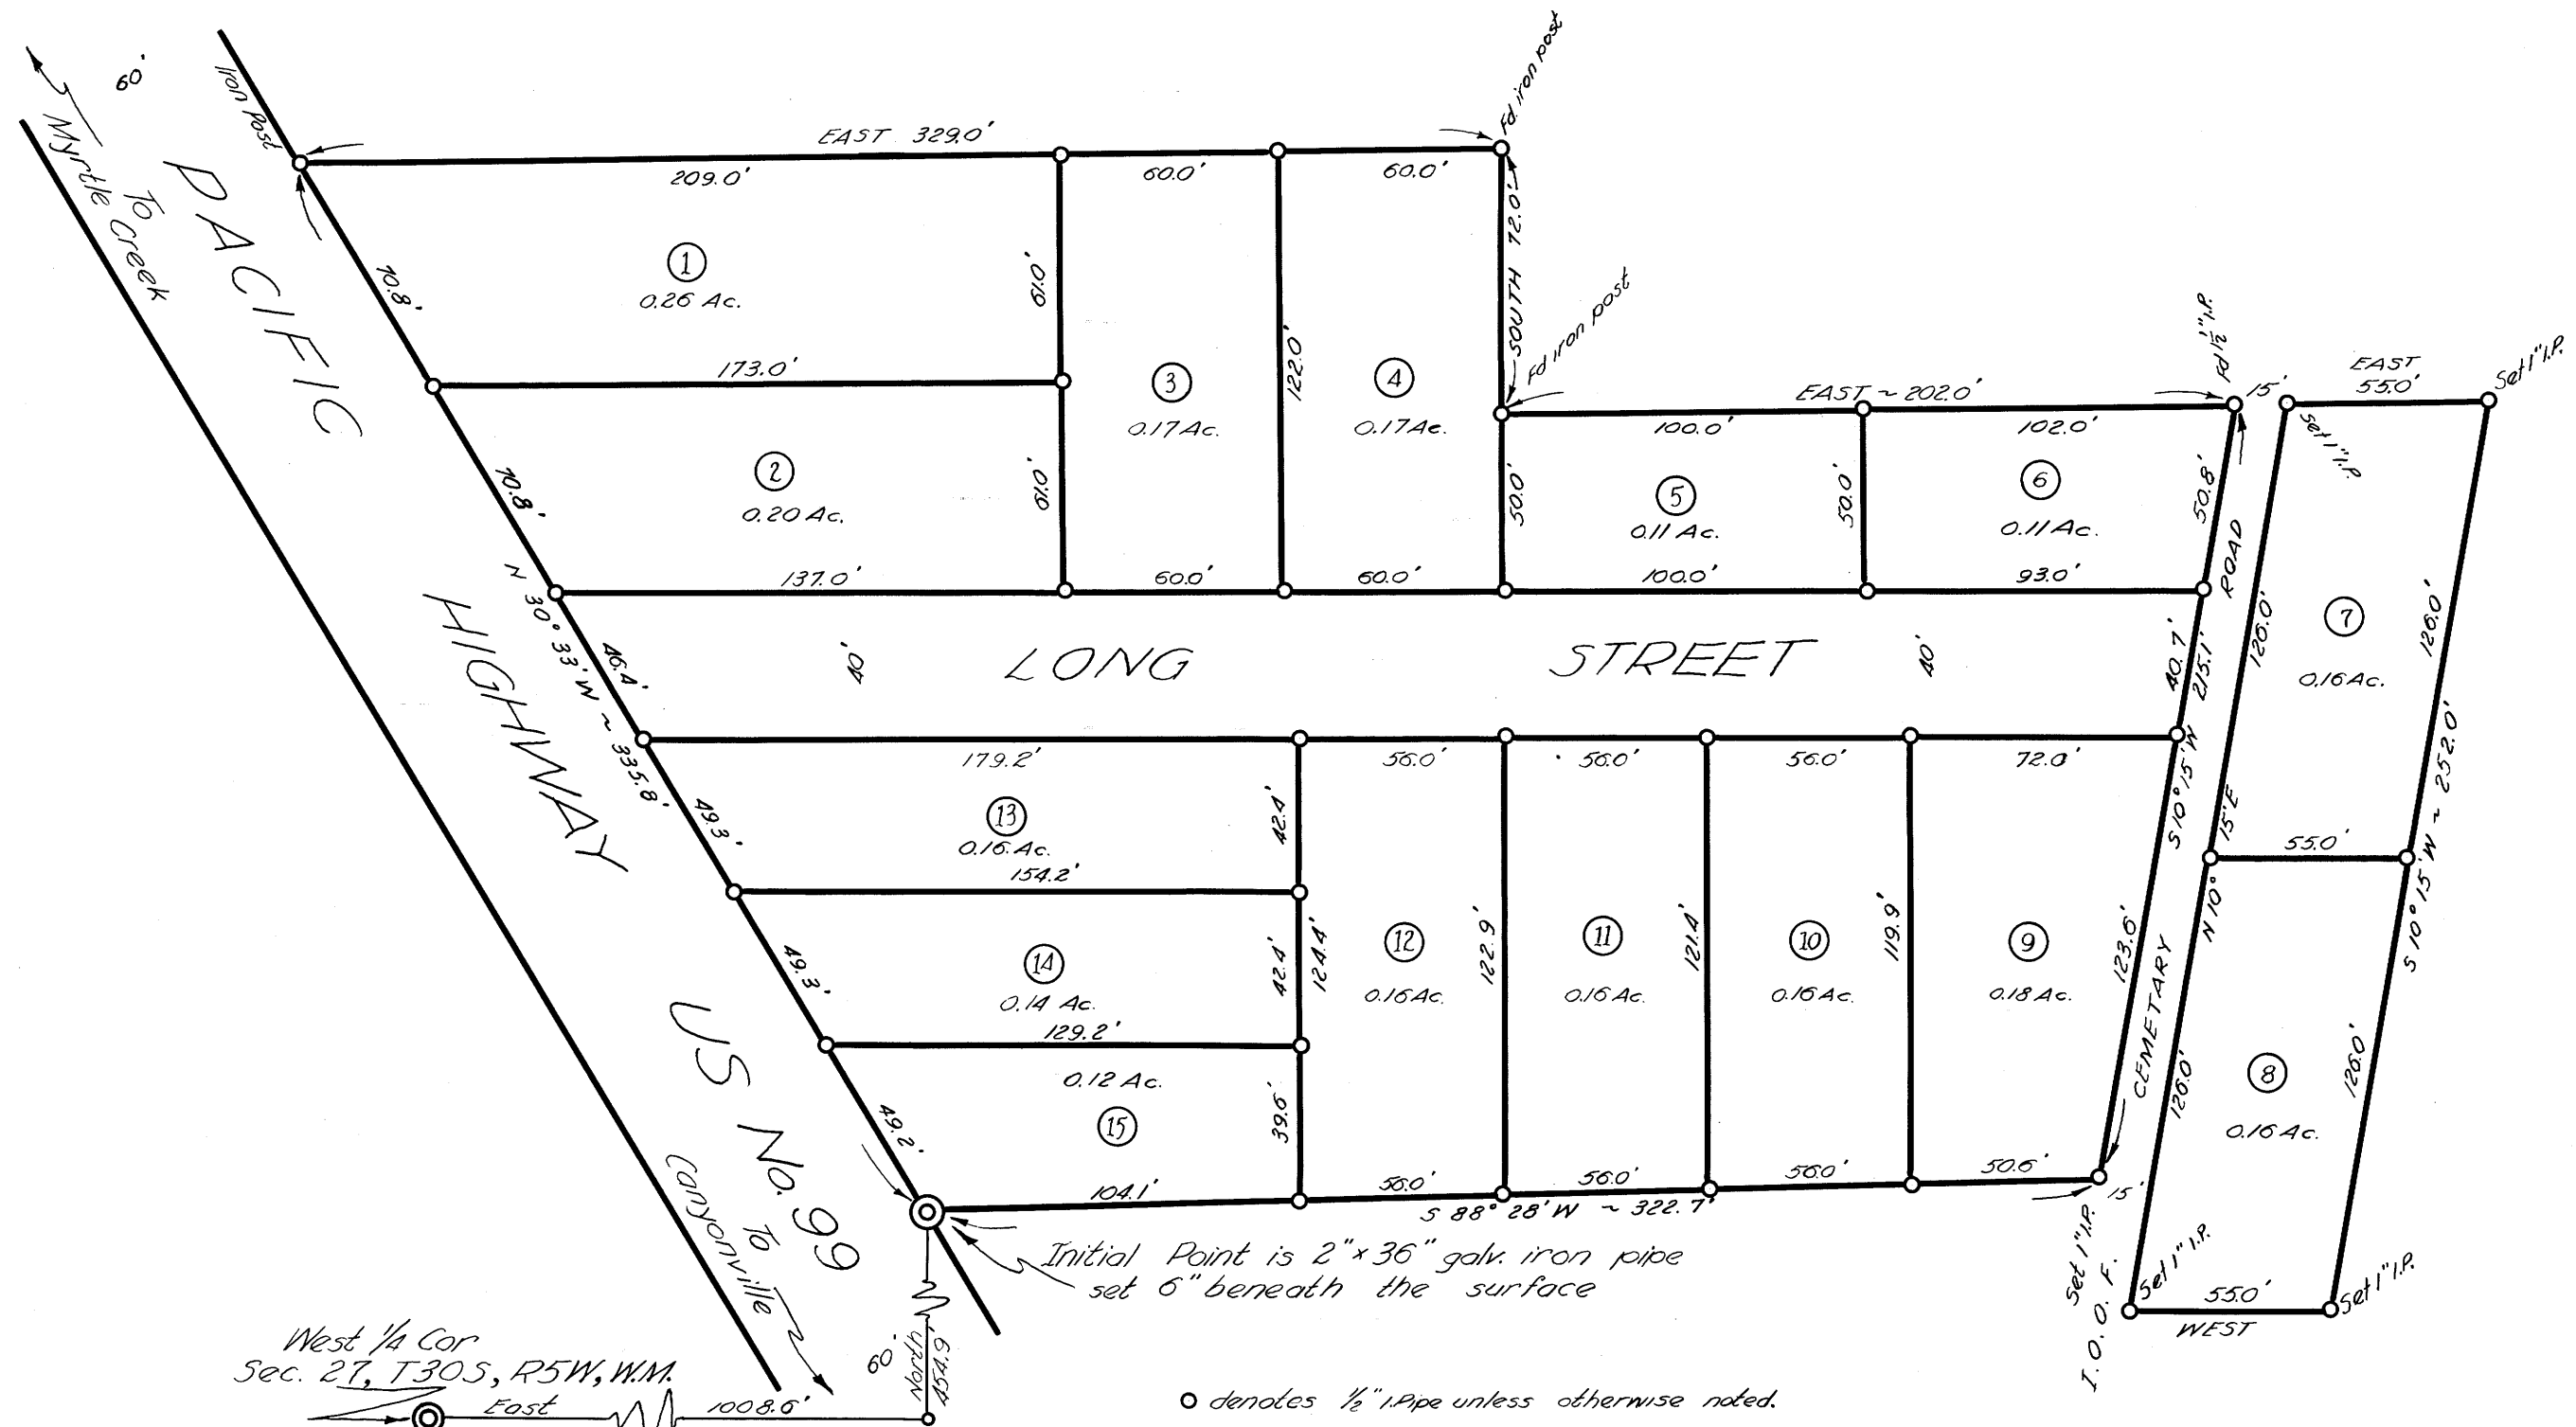 60'
To
Myrtle Creek
Iron Post
PACIFIC
HIGHWAY
US No. 99
To
Canyonville
60'
EAST 329.0'
209.0'
60.0'
60.0'
Fd. iron post
70.8'
1
0.26 Ac.
61.0'
173.0'
70.8'
2
0.20 Ac.
61.0'
137.0'
3
0.17 Ac.
122.0'
60.0'
4
0.17 Ac.
60.0'
SOUTH 72.0'
Fd iron post
EAST ~ 202.0'
100.0'
102.0'
50.0'
5
0.11 Ac.
50.0'
100.0'
6
0.11 Ac.
50.8'
93.0'
Fd 1½" I.P.
15'
EAST
55.0'
Set 1" I.P.
Set 1" I.P.
ROAD
126.0'
7
0.16 Ac.
126.0'
N 30° 33' W ~ 335.8'
46.4'
40'
LONG STREET
40'
40.7'
215.1'
S 10° 15' W
179.2'
56.0'
56.0'
56.0'
72.0'
49.3'
13
0.16 Ac.
42.4'
154.2'
49.3'
14
0.14 Ac.
42.4'
124.4'
129.2'
0.12 Ac.
15
49.2'
39.6'
104.1'
12
0.16 Ac.
122.9'
56.0'
11
0.16 Ac.
121.4'
56.0'
10
0.16 Ac.
119.9'
56.0'
9
0.18 Ac.
123.6'
50.6'
S 88° 28' W ~ 322.7'
CEMETARY
N 10° 15' E
55.0'
S 10° 15' W ~ 252.0'
126.0'
8
0.16 Ac.
126.0'
15'
Set 1" I.P.
I. O. O. F.
Set 1" I.P.
55.0'
WEST
Set 1" I.P.
Initial Point is 2" x 36" galv. iron pipe
set 6" beneath the surface
West ¼ Cor
Sec. 27, T30S, R5W, W.M.
East 1008.6'
North
454.9'
o denotes ½" I.Pipe unless otherwise noted.